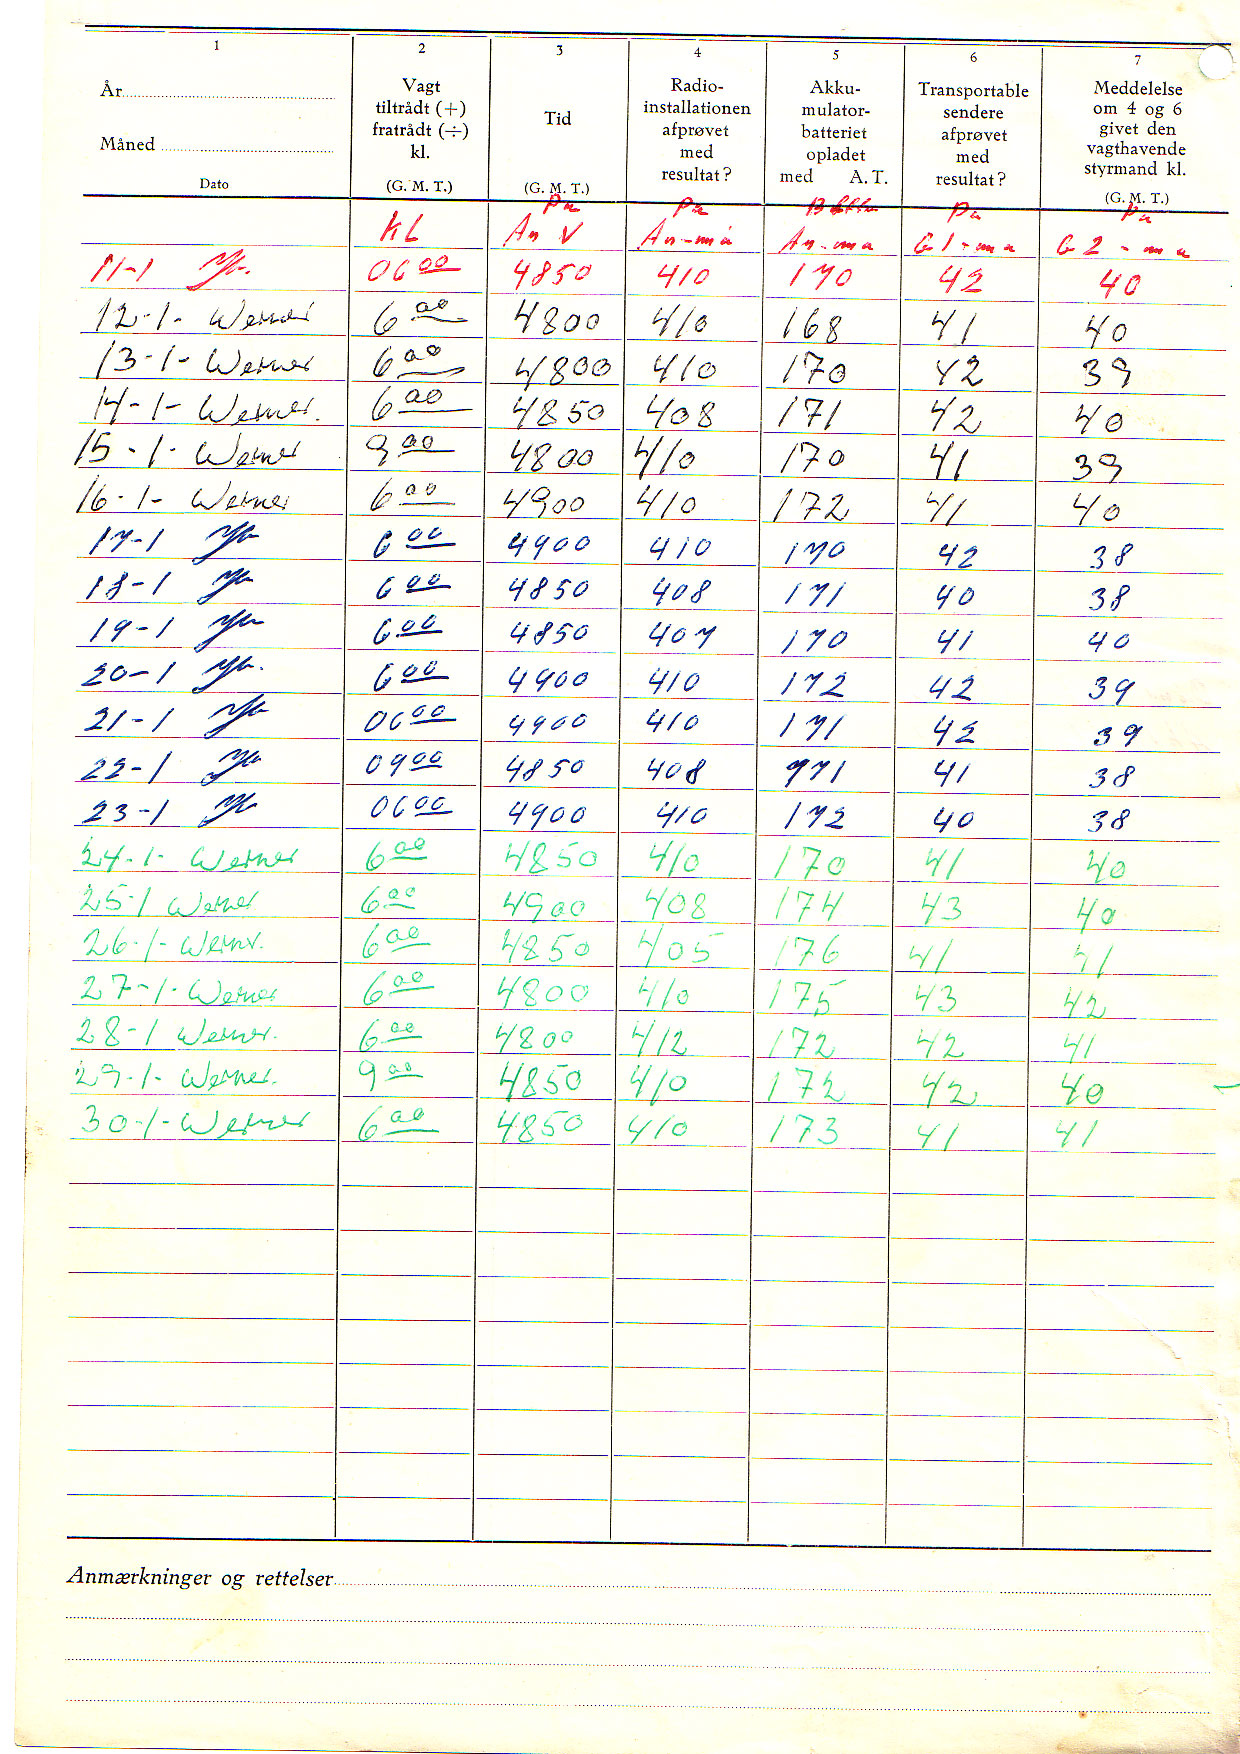 1 2 3 4 5 6 7
År Vagt tiltrådt (+) fratrådt (÷) kl. Tid Radio-installationen afprøvet med resultat? Akku-mulator-batteriet opladet med A.T. Transportable sendere afprøvet med resultat? Meddelelse om 4 og 6 givet den vagthavende styrmand kl.
Måned
Dato (G. M. T.) (G. M. T.) (G. M. T.)
Pa Pa Pa Pa
KL An V An-ma An-ma G1-ma G2-ma
11-1 06 00 4850 410 170 42 40
12-1- Werner 6 00 4800 410 168 41 40
13-1- Werner 6 00 4800 410 170 42 39
14-1- Werner. 6 00 4850 408 171 42 40
15-1- Werner 9 00 4800 410 170 41 39
16-1- Werner 6 00 4900 410 172 41 40
17-1 6 00 4900 410 170 42 38
18-1 6 00 4850 408 171 40 38
19-1 6 00 4850 407 170 41 40
20-1 6 00 4900 410 172 42 39
21-1 06 00 4900 410 171 42 39
22-1 09 00 4850 408 171 41 38
23-1 06 00 4900 410 172 40 38
24-1- Werner 6 00 4850 410 170 41 40
25-1 Werner 6 00 4900 408 174 43 40
26-1- Werner. 6 00 4850 405 176 41 41
27-1- Werner 6 00 4800 410 175 43 42
28-1 Werner. 6 00 4800 412 172 42 41
29-1- Werner. 9 00 4850 410 172 42 40
30-1- Werner 6 00 4850 410 173 41 41
Anmærkninger og rettelser